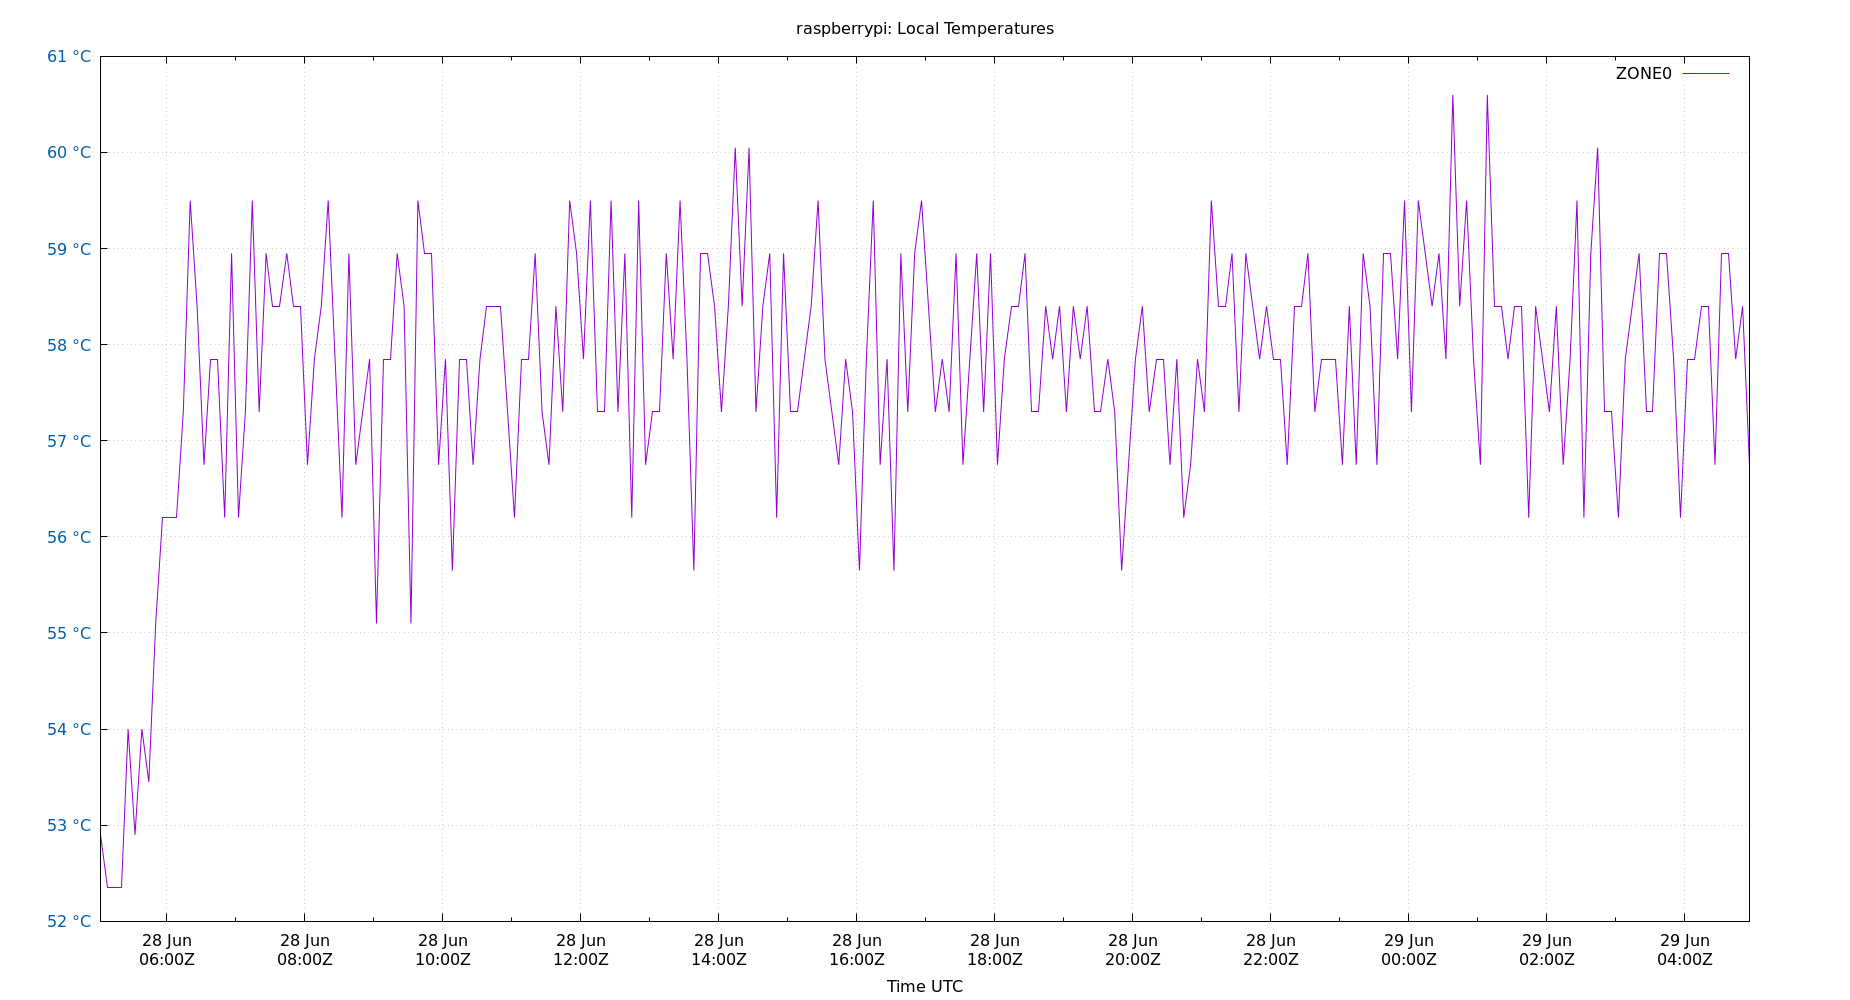 raspberrypi: Local Temperatures
61 °C
ZONE0
60 °C
59 °C
58 °C
57 °C
56 °C
55 °C
54 °C
53 °C
52 °C
28 Jun 28 Jun 28 Jun 28 Jun 28 Jun 28 Jun 28 Jun 28 Jun 28 Jun 29 Jun 29 Jun 29 Jun
06:00Z 08:00Z 10:00Z 12:00Z 14:00Z 16:00Z 18:00Z 20:00Z 22:00Z 00:00Z 02:00Z 04:00Z
Time UTC